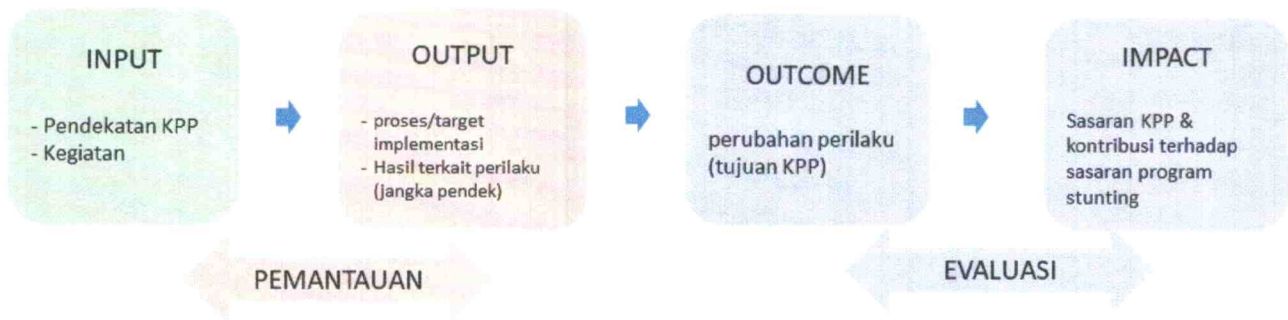 INPUT
- Pendekatan KPP
- Kegiatan
OUTPUT
- proses/target
implementasi
- Hasil terkait perilaku
(jangka pendek)
OUTCOME
perubahan perilaku
(tujuan KPP)
IMPACT
Sasaran KPP &
kontribusi terhadap
sasaran program
stunting
PEMANTAUAN
EVALUASI